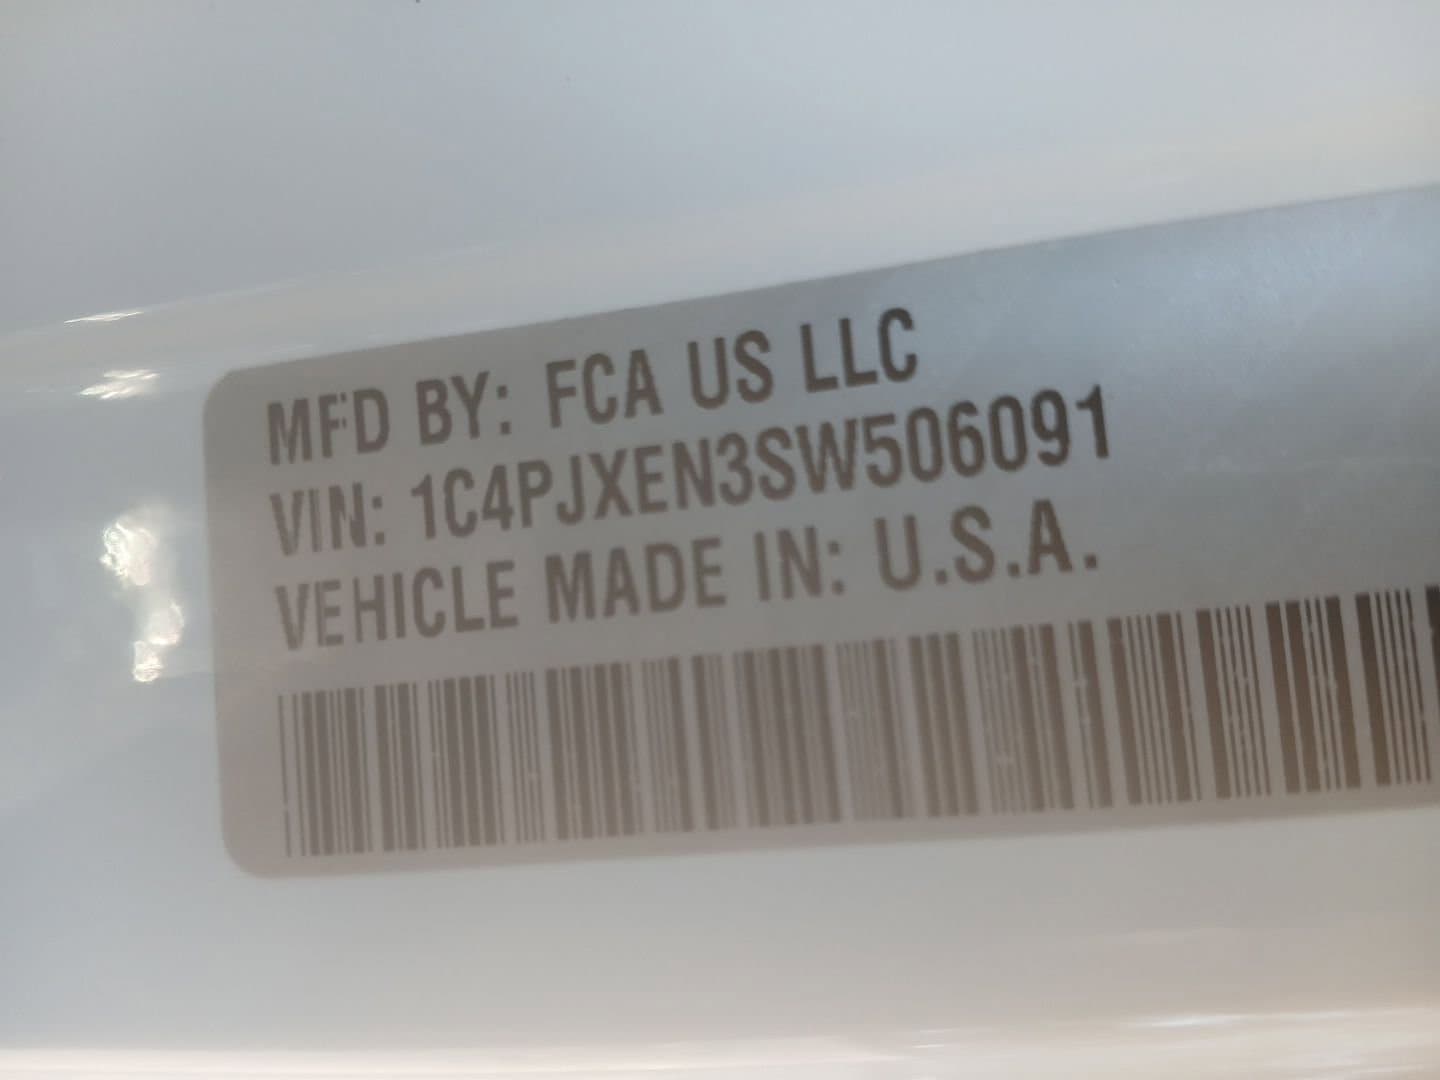 MFD BY: FCA US LLC
VIN: 1C4PJXEN3SW506091
VEHICLE MADE IN: U.S.A.